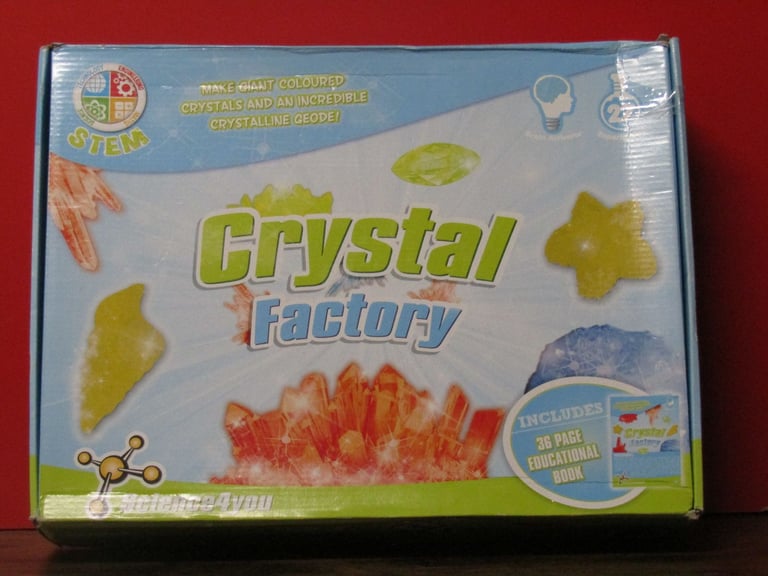 MAKE GIANT COLOURED
CRYSTALS AND AN INCREDIBLE
CRYSTALLINE GEODE!
ENGINEERING
STEM
Crystal
Factory
INCLUDES
36 PAGE
EDUCATIONAL
BOOK
Crystal
Factory
Science4you